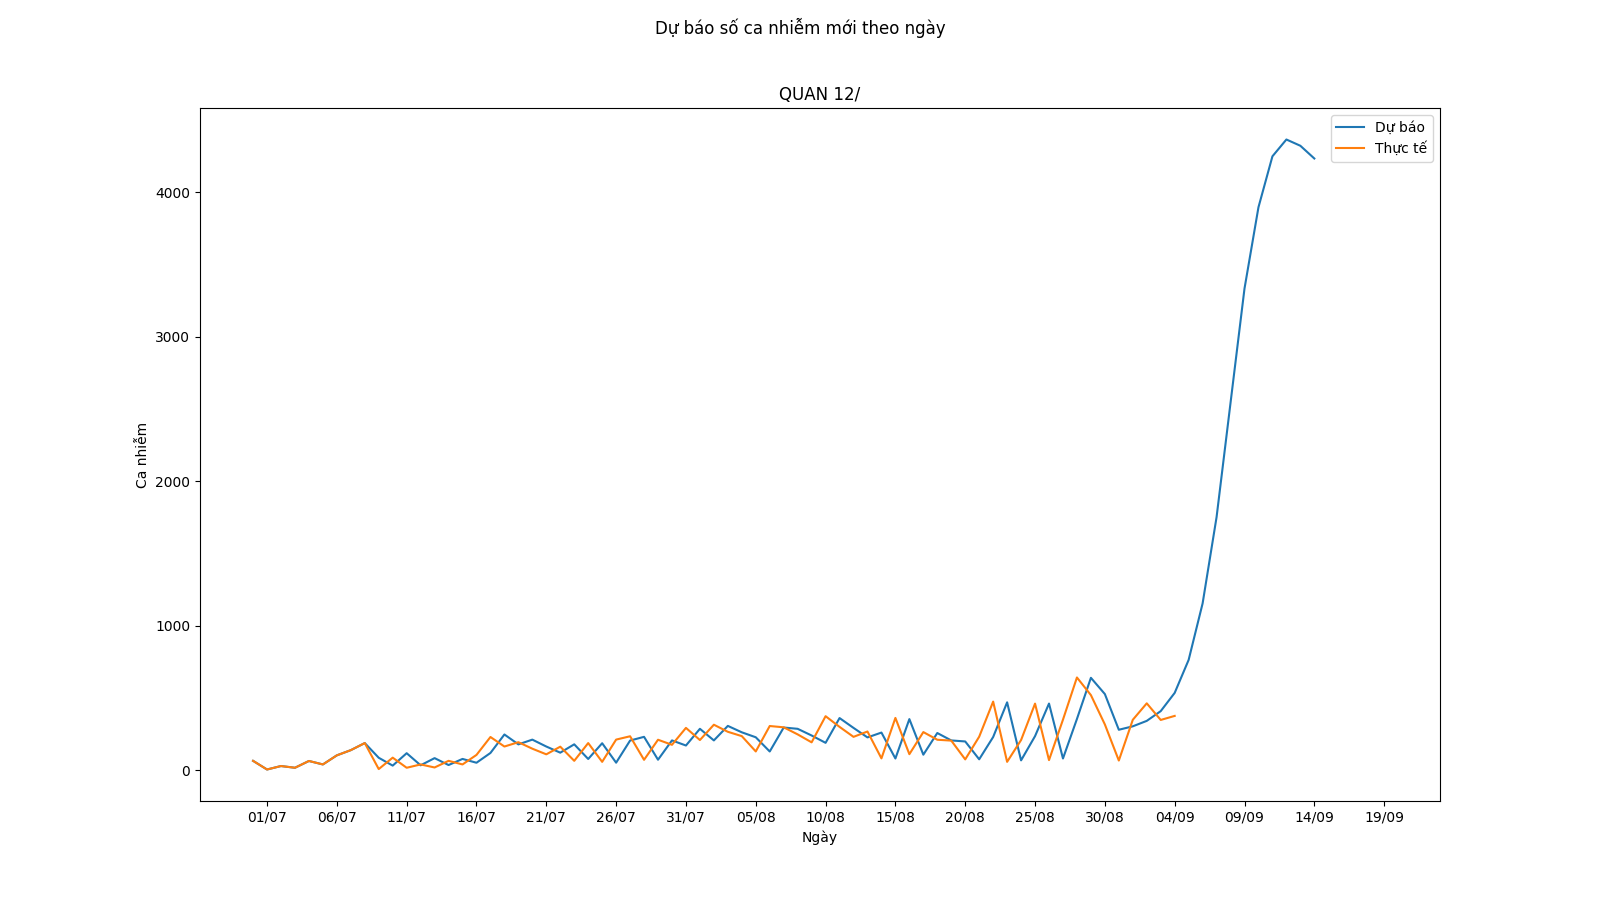 Dự báo số ca nhiễm mới theo ngày
QUAN 12/
Dự báo
Thực tế
4000
3000
2000
1000
0
Ca nhiễm
01/07 06/07 11/07 16/07 21/07 26/07 31/07 05/08 10/08 15/08 20/08 25/08 30/08 04/09 09/09 14/09 19/09
Ngày